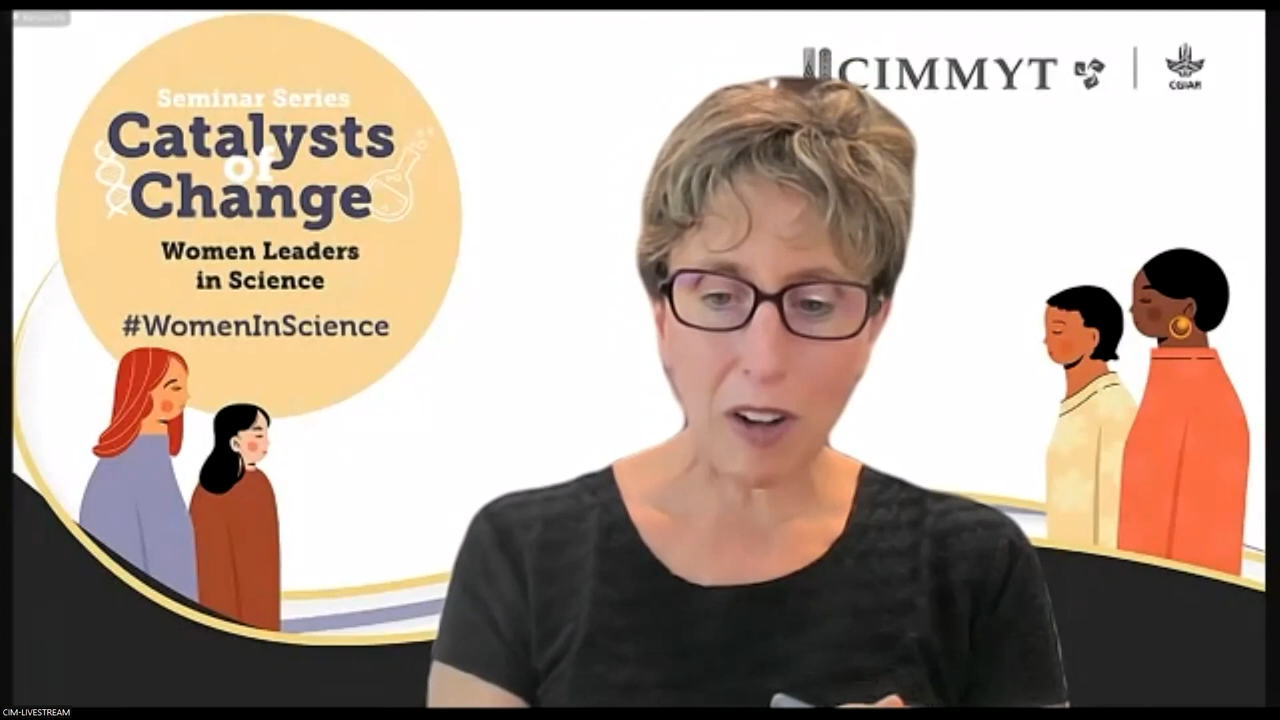 Seminar Series
Catalysts
of
Change
Women Leaders
in Science
#WomenInScience
CIMMYT
CGIAR
CIM-LIVESTREAM